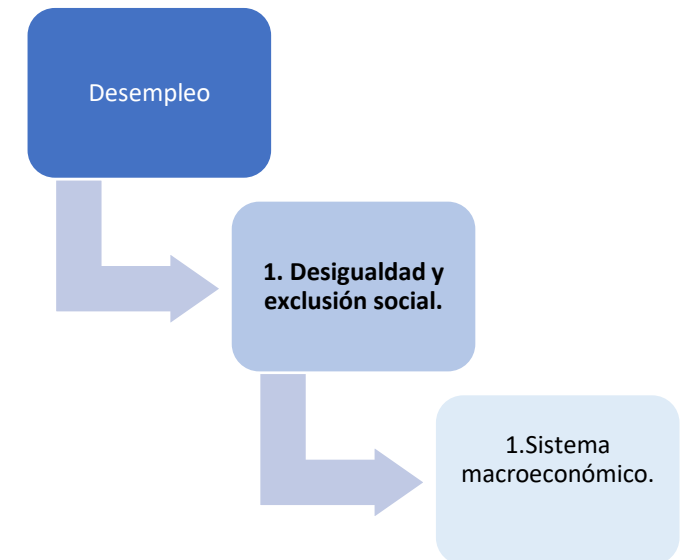 Desempleo
1. Desigualdad y
exclusión social.
1.Sistema
macroeconómico.